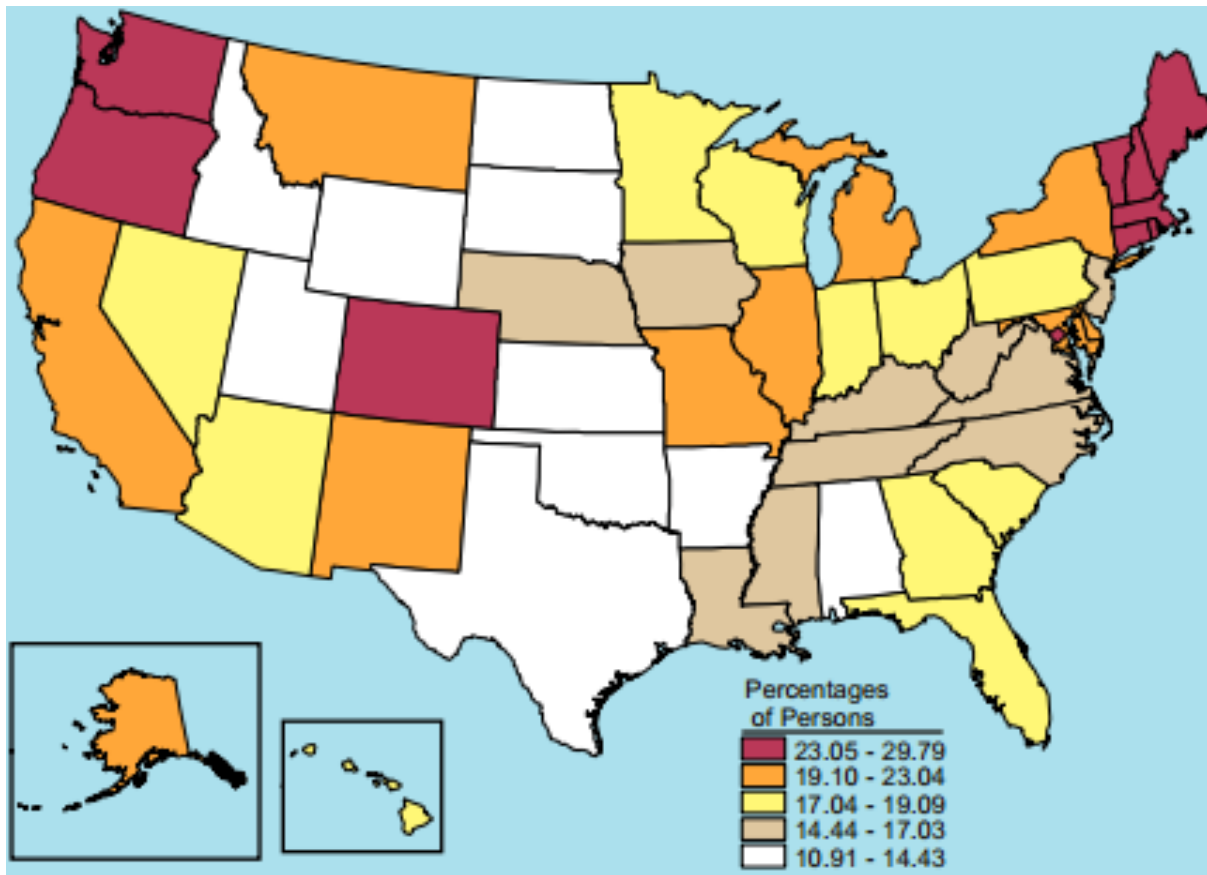 Percentages
of Persons
23.05 - 29.79
19.10 - 23.04
17.04 - 19.09
14.44 - 17.03
10.91 - 14.43